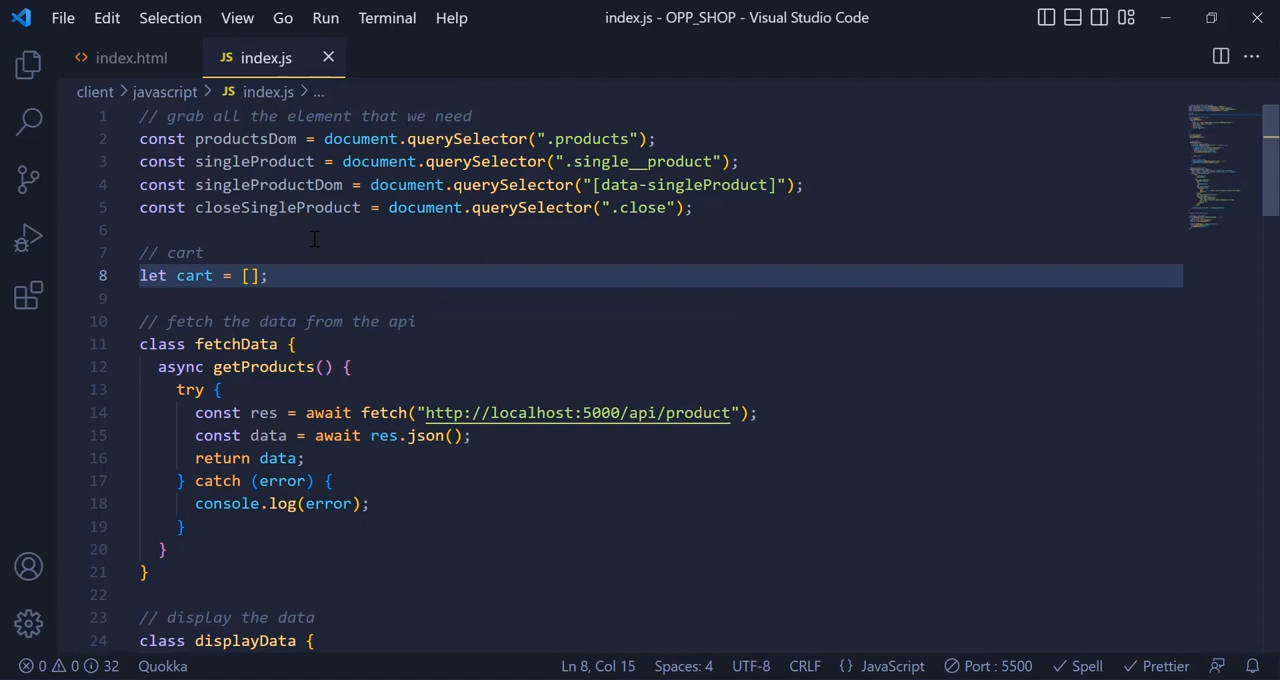 File Edit Selection View Go Run Terminal Help index.js - OPP_SHOP - Visual Studio Code
index.html JS index.js
client > javascript > JS index.js > ...
1 // grab all the element that we need
2 const productsDom = document.querySelector(".products");
3 const singleProduct = document.querySelector(".single__product");
4 const singleProductDom = document.querySelector("[data-singleProduct]");
5 const closeSingleProduct = document.querySelector(".close");
6
7 // cart
8 let cart = [];
9
10 // fetch the data from the api
11 class fetchData {
12 async getProducts() {
13 try {
14 const res = await fetch("http://localhost:5000/api/product");
15 const data = await res.json();
16 return data;
17 } catch (error) {
18 console.log(error);
19 }
20 }
21 }
22
23 // display the data
24 class displayData {
0 0 32 Quokka Ln 8, Col 15 Spaces: 4 UTF-8 CRLF {} JavaScript Port : 5500 Spell Prettier